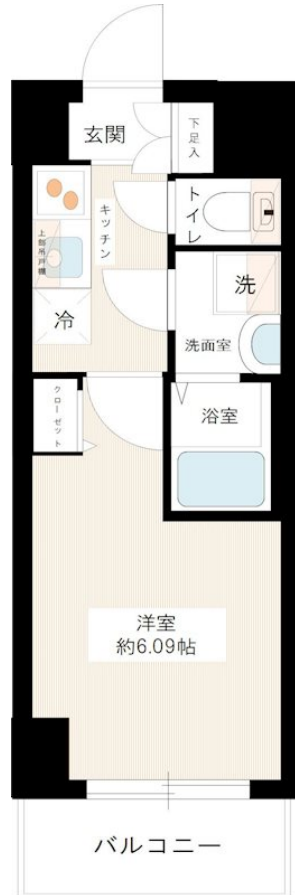 玄関
下足入
トイレ
キッチン
上部吊戸棚
冷
洗
洗面室
クローゼット
浴室
洋室
約6.09帖
バルコニー